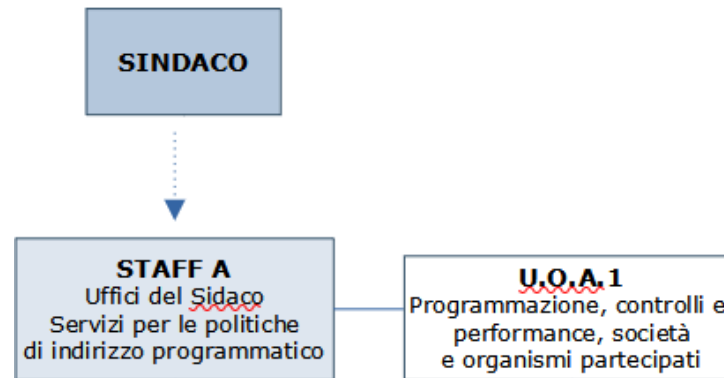 SINDACO
STAFF A
Uffici del Sidaco
Servizi per le politiche
di indirizzo programmatico
U.O.A.1
Programmazione, controlli e
performance, società
e organismi partecipati